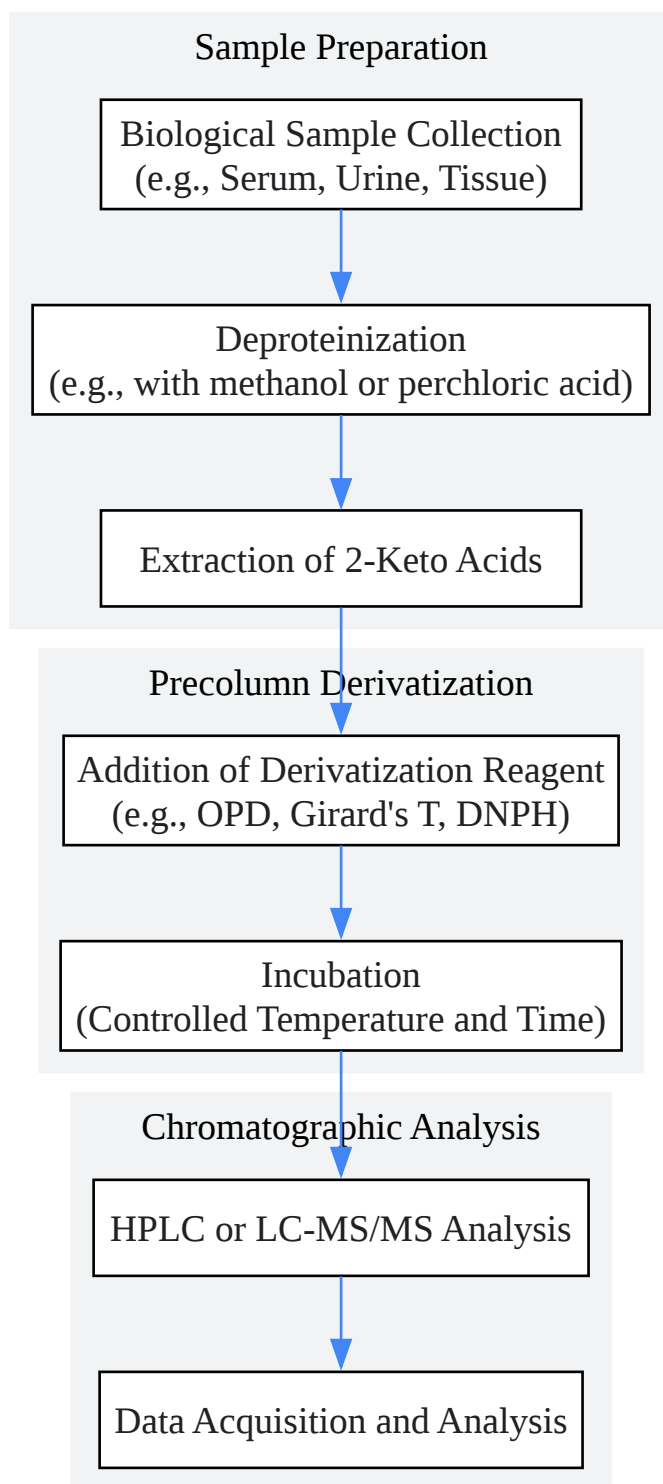 Sample Preparation
Biological Sample Collection
(e.g., Serum, Urine, Tissue)
Deproteinization
(e.g., with methanol or perchloric acid)
Extraction of 2-Keto Acids
Precolumn Derivatization
Addition of Derivatization Reagent
(e.g., OPD, Girard's T, DNPH)
Incubation
(Controlled Temperature and Time)
Chromatographic Analysis
HPLC or LC-MS/MS Analysis
Data Acquisition and Analysis